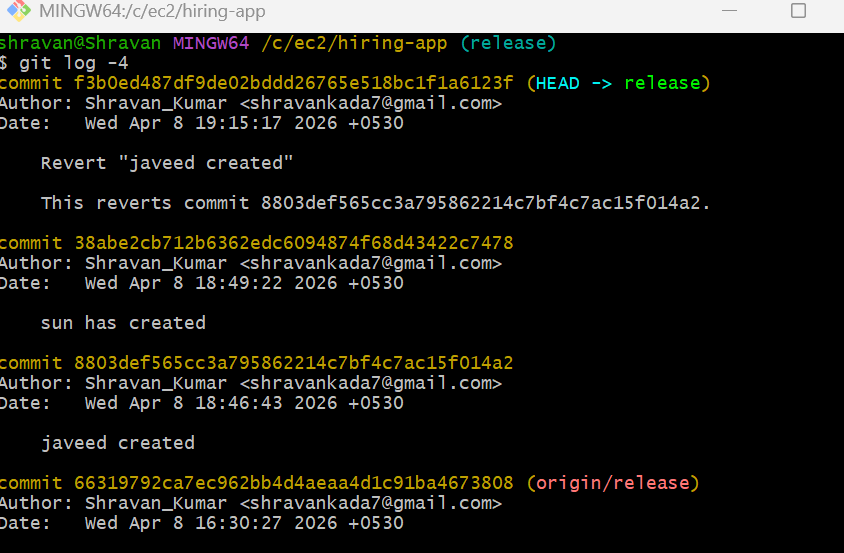 MINGW64:/c/ec2/hiring-app
shravan@Shravan MINGW64 /c/ec2/hiring-app (release)
$ git log -4
commit f3b0ed487df9de02bddd26765e518bc1f1a6123f (HEAD -> release)
Author: Shravan_Kumar <shravankada7@gmail.com>
Date:   Wed Apr 8 19:15:17 2026 +0530
Revert "javeed created"
This reverts commit 8803def565cc3a795862214c7bf4c7ac15f014a2.
commit 38abe2cb712b6362edc6094874f68d43422c7478
Author: Shravan_Kumar <shravankada7@gmail.com>
Date:   Wed Apr 8 18:49:22 2026 +0530
sun has created
commit 8803def565cc3a795862214c7bf4c7ac15f014a2
Author: Shravan_Kumar <shravankada7@gmail.com>
Date:   Wed Apr 8 18:46:43 2026 +0530
javeed created
commit 66319792ca7ec962bb4d4aeaa4d1c91ba4673808 (origin/release)
Author: Shravan_Kumar <shravankada7@gmail.com>
Date:   Wed Apr 8 16:30:27 2026 +0530